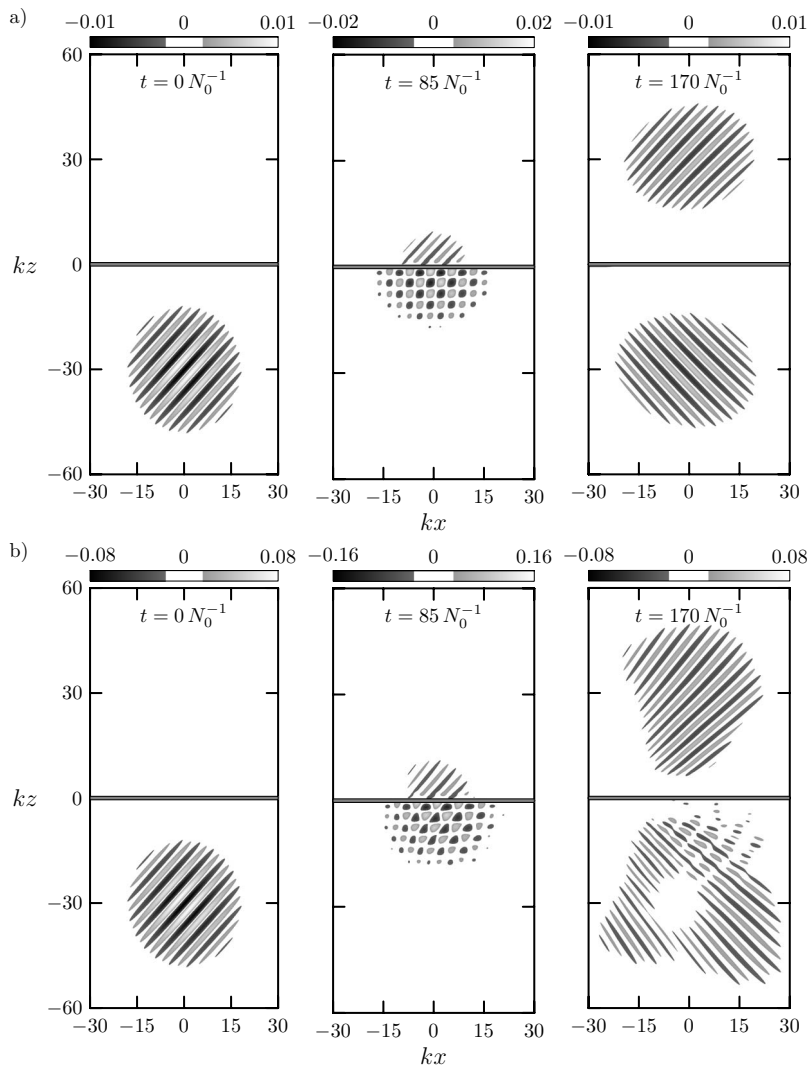 a)
−0.01 0 0.01 −0.02 0 0.02 −0.01 0 0.01
60
t = 0 N₀⁻¹ t = 85 N₀⁻¹ t = 170 N₀⁻¹
30
kz 0
−30
−60
−30 −15 0 15 30 −30 −15 0 15 30 −30 −15 0 15 30
kx
b)
−0.08 0 0.08 −0.16 0 0.16 −0.08 0 0.08
60
t = 0 N₀⁻¹ t = 85 N₀⁻¹ t = 170 N₀⁻¹
30
kz 0
−30
−60
−30 −15 0 15 30 −30 −15 0 15 30 −30 −15 0 15 30
kx